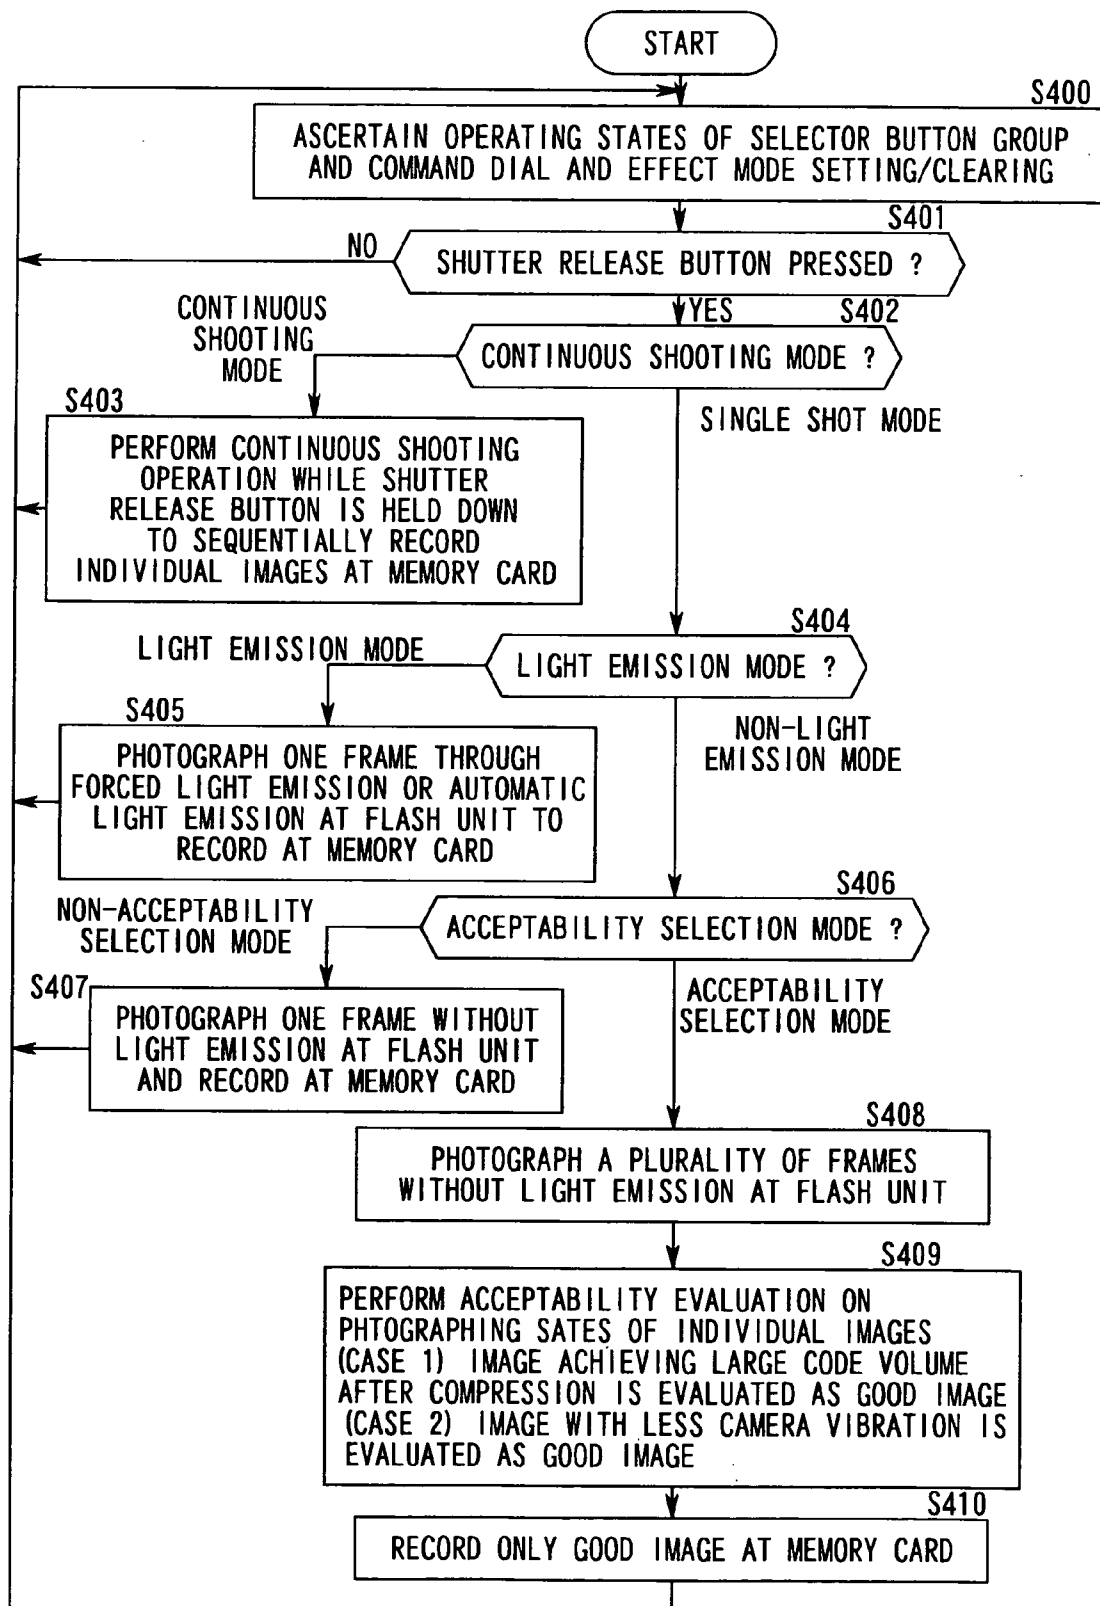 START
S400
ASCERTAIN OPERATING STATES OF SELECTOR BUTTON GROUP
AND COMMAND DIAL AND EFFECT MODE SETTING/CLEARING
S401
NO
SHUTTER RELEASE BUTTON PRESSED ?
YES
S402
CONTINUOUS
SHOOTING
MODE
CONTINUOUS SHOOTING MODE ?
S403
SINGLE SHOT MODE
PERFORM CONTINUOUS SHOOTING
OPERATION WHILE SHUTTER
RELEASE BUTTON IS HELD DOWN
TO SEQUENTIALLY RECORD
INDIVIDUAL IMAGES AT MEMORY CARD
S404
LIGHT EMISSION MODE
LIGHT EMISSION MODE ?
S405
NON-LIGHT
EMISSION MODE
PHOTOGRAPH ONE FRAME THROUGH
FORCED LIGHT EMISSION OR AUTOMATIC
LIGHT EMISSION AT FLASH UNIT TO
RECORD AT MEMORY CARD
S406
NON-ACCEPTABILITY
SELECTION MODE
ACCEPTABILITY SELECTION MODE ?
S407
ACCEPTABILITY
SELECTION MODE
PHOTOGRAPH ONE FRAME WITHOUT
LIGHT EMISSION AT FLASH UNIT
AND RECORD AT MEMORY CARD
S408
PHOTOGRAPH A PLURALITY OF FRAMES
WITHOUT LIGHT EMISSION AT FLASH UNIT
S409
PERFORM ACCEPTABILITY EVALUATION ON
PHTOGRAPHING SATES OF INDIVIDUAL IMAGES
(CASE 1) IMAGE ACHIEVING LARGE CODE VOLUME
AFTER COMPRESSION IS EVALUATED AS GOOD IMAGE
(CASE 2) IMAGE WITH LESS CAMERA VIBRATION IS
EVALUATED AS GOOD IMAGE
S410
RECORD ONLY GOOD IMAGE AT MEMORY CARD